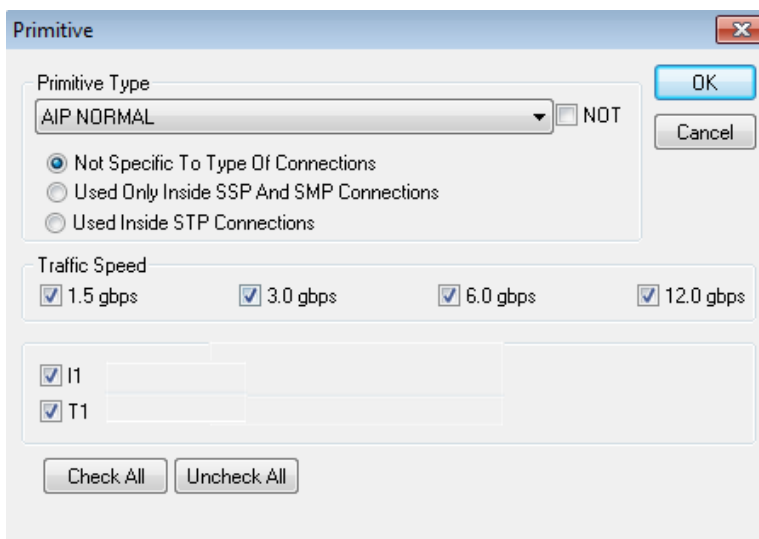 Primitive
Primitive Type
OK
AIP NORMAL
NOT
Cancel
Not Specific To Type Of Connections
Used Only Inside SSP And SMP Connections
Used Inside STP Connections
Traffic Speed
1.5 gbps 3.0 gbps 6.0 gbps 12.0 gbps
I1
T1
Check All Uncheck All